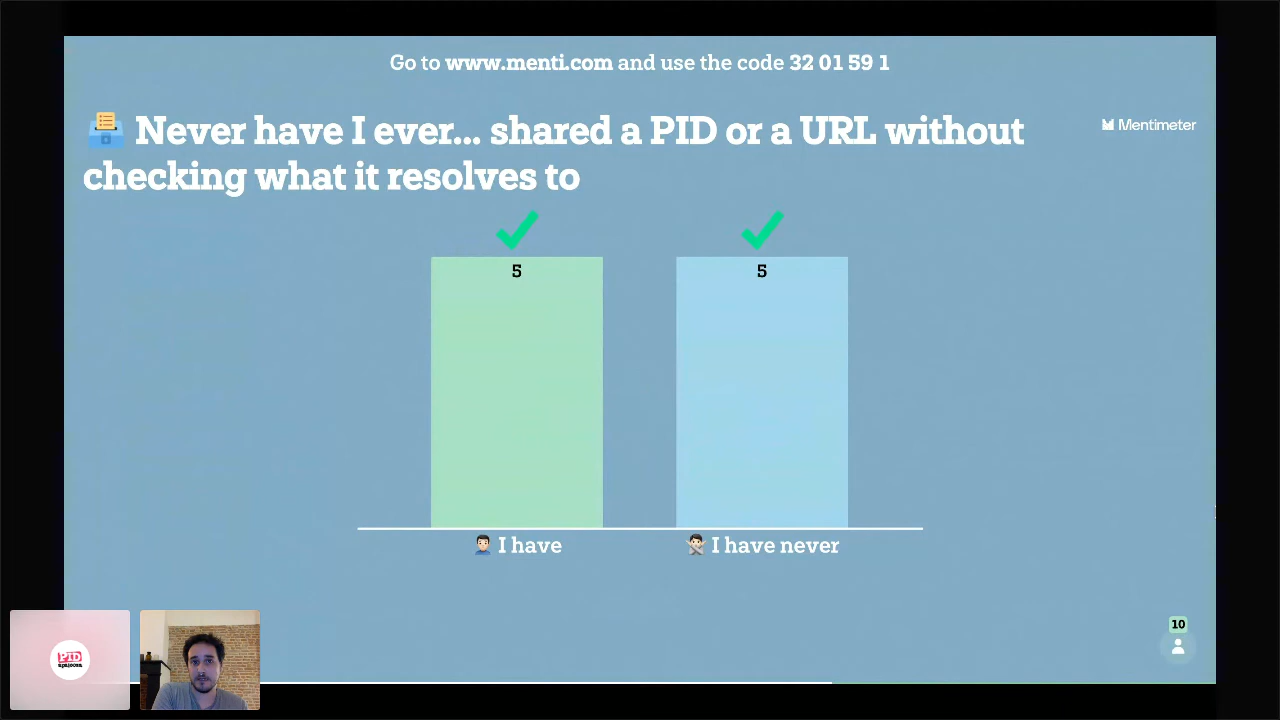 Go to www.menti.com and use the code 32 01 59 1
Never have I ever... shared a PID or a URL without
checking what it resolves to
Mentimeter
5
5
I have
I have never
10
PID
apalooza